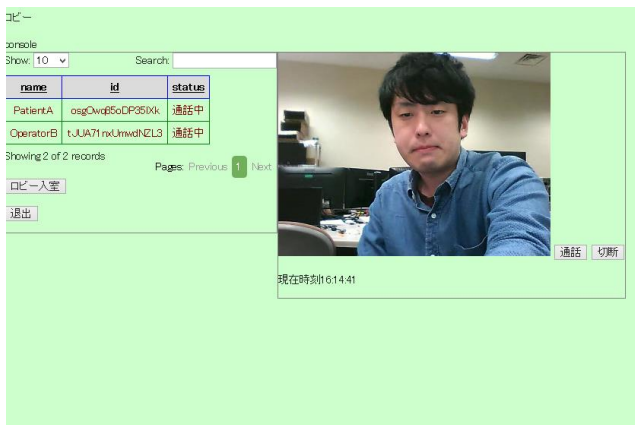 ロビー
console
Show: 10
Search:
name id status
PatientA 通話中
OperatorB 通話中
Showing 2 of 2 records
Pages: Previous 1 Next
ロビー入室
退出
通話 切断
現在時刻16:14:41